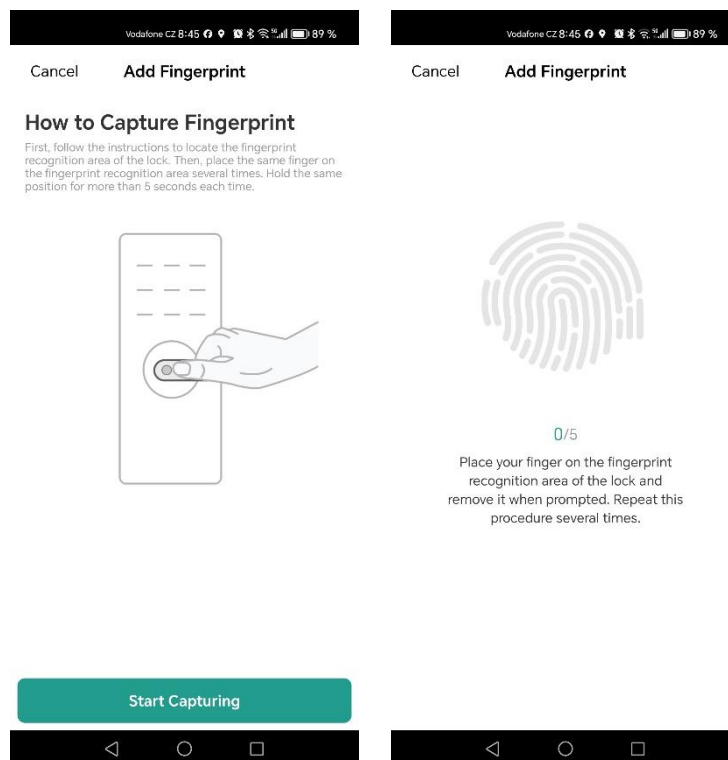 Vodafone CZ 8:45 89 %
Cancel Add Fingerprint
How to Capture Fingerprint
First, follow the instructions to locate the fingerprint
recognition area of the lock. Then, place the same finger on
the fingerprint recognition area several times. Hold the same
position for more than 5 seconds each time.
Start Capturing
Vodafone CZ 8:45 89 %
Cancel Add Fingerprint
0/5
Place your finger on the fingerprint
recognition area of the lock and
remove it when prompted. Repeat this
procedure several times.